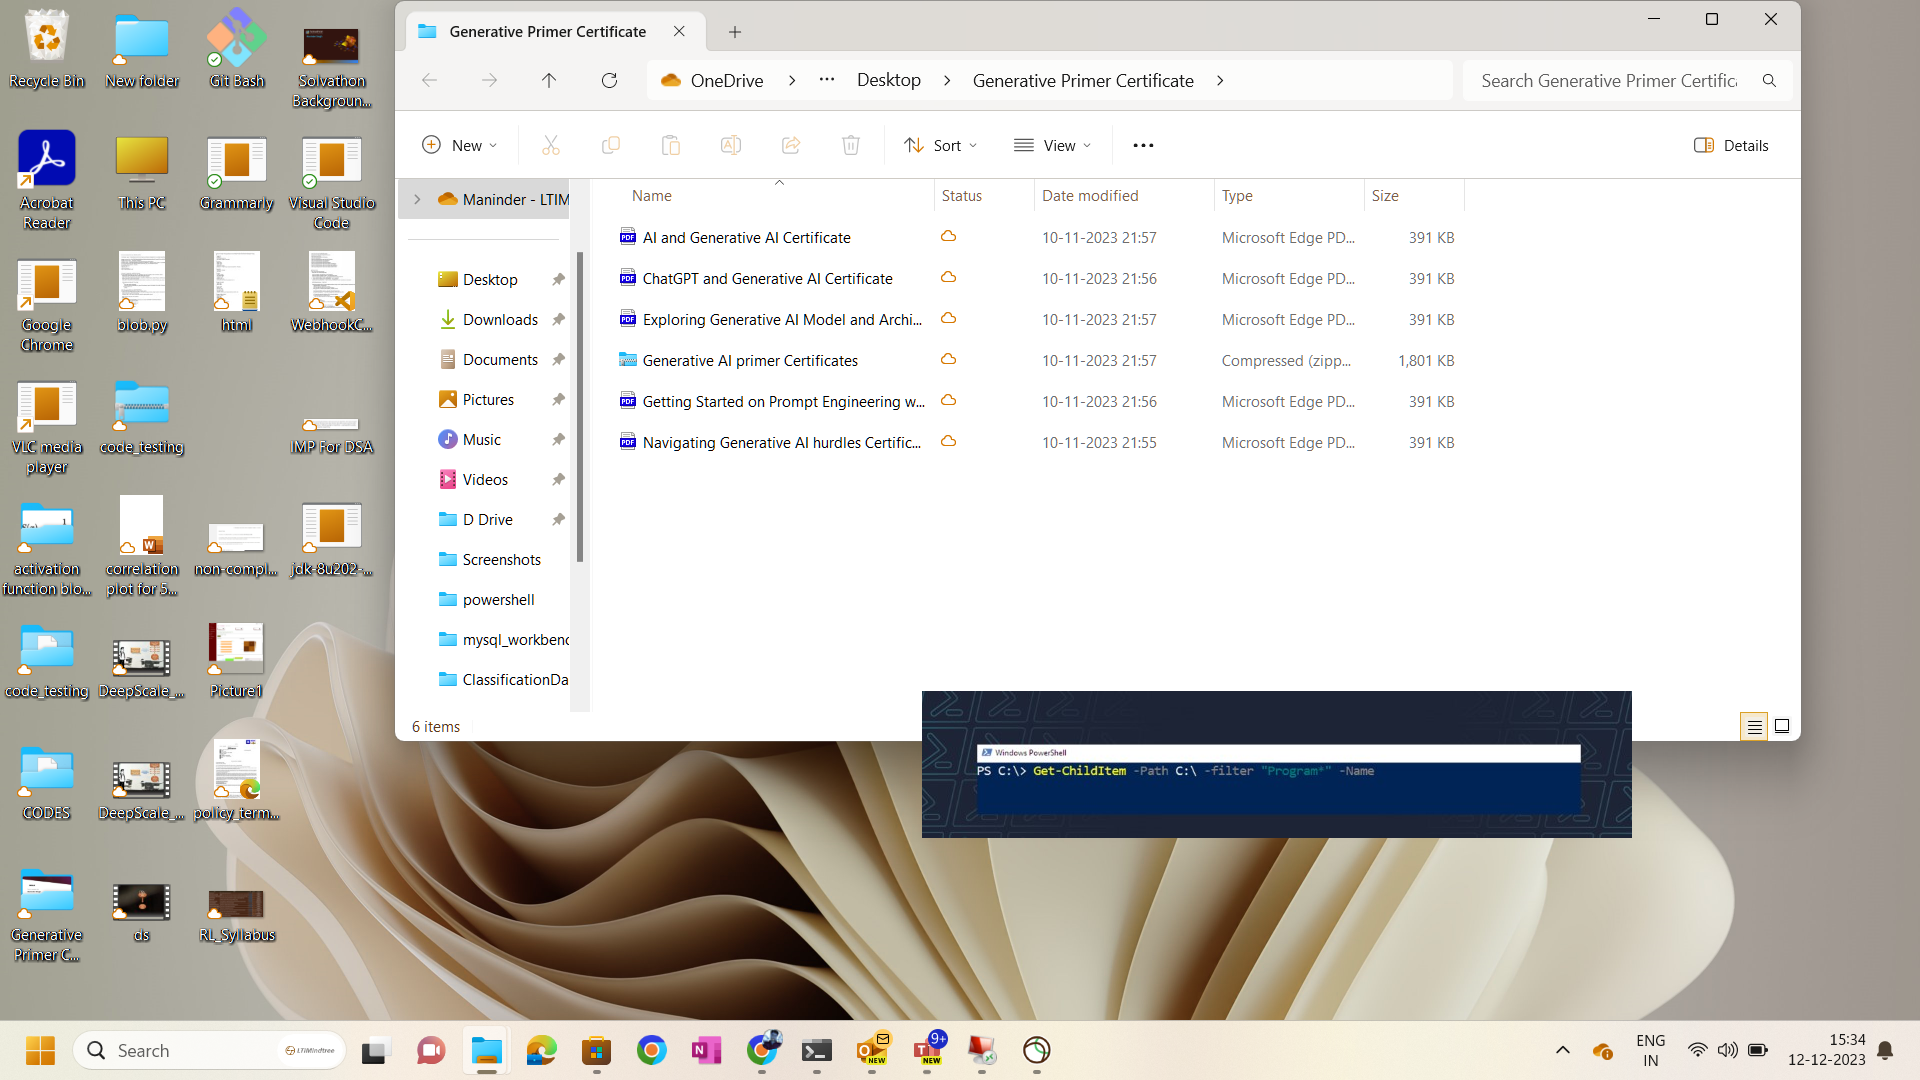 Recycle Bin
New folder
Git Bash
Solvathon
Backgroun...
Acrobat
Reader
This PC
Grammarly
Visual Studio
Code
Google
Chrome
blob.py
html
WebhookC...
VLC media
player
code_testing
IMP For DSA
activation
function blo...
correlation
plot for 5...
non-compl...
jdk-8u202-...
code_testing
DeepScale_...
Picture1
CODES
DeepScale_...
policy_term...
Generative
Primer C...
ds
RL_Syllabus
Generative Primer Certificate
OneDrive
Desktop
Generative Primer Certificate
Search Generative Primer Certific
New
Sort
View
Details
Maninder - LTIM
Desktop
Downloads
Documents
Pictures
Music
Videos
D Drive
Screenshots
powershell
mysql_workbenc
ClassificationDa
Name Status Date modified Type Size
AI and Generative AI Certificate 10-11-2023 21:57 Microsoft Edge PD... 391 KB
ChatGPT and Generative AI Certificate 10-11-2023 21:56 Microsoft Edge PD... 391 KB
Exploring Generative AI Model and Archi... 10-11-2023 21:57 Microsoft Edge PD... 391 KB
Generative AI primer Certificates 10-11-2023 21:57 Compressed (zipp... 1,801 KB
Getting Started on Prompt Engineering w... 10-11-2023 21:56 Microsoft Edge PD... 391 KB
Navigating Generative AI hurdles Certific... 10-11-2023 21:55 Microsoft Edge PD... 391 KB
6 items
Windows PowerShell
PS C:\> Get-ChildItem -Path C:\ -filter "Program*" -Name
Search
LTIMindtree
NEW
9+
NEW
ENG
IN
15:34
12-12-2023